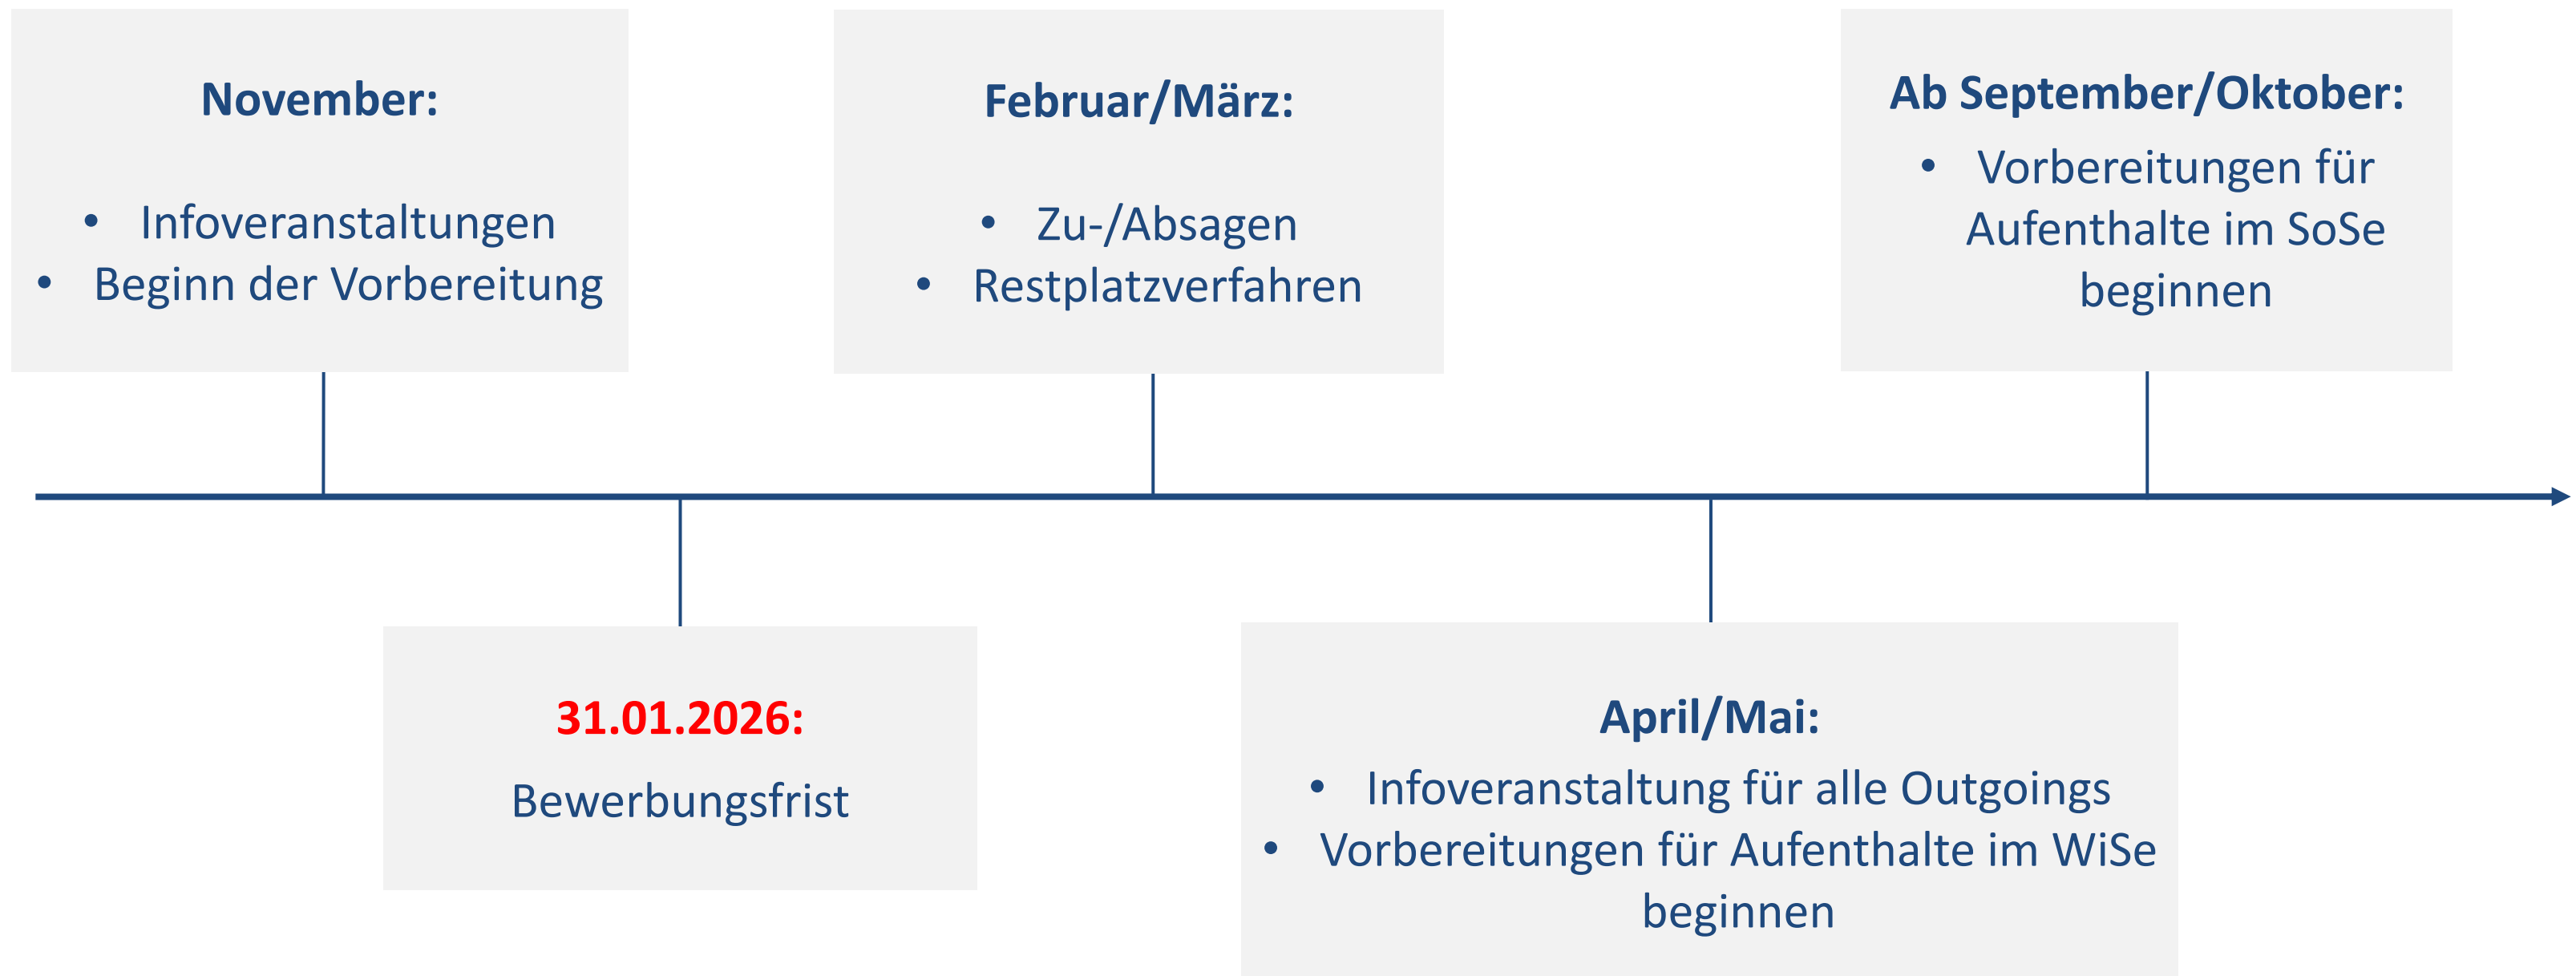 November:
• Infoveranstaltungen
• Beginn der Vorbereitung
31.01.2026:
Bewerbungsfrist
Februar/März:
• Zu-/Absagen
• Restplatzverfahren
April/Mai:
• Infoveranstaltung für alle Outgoings
• Vorbereitungen für Aufenthalte im WiSe
beginnen
Ab September/Oktober:
• Vorbereitungen für
Aufenthalte im SoSe
beginnen